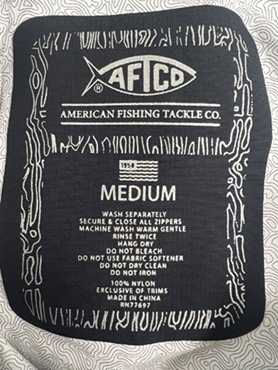 AFTCO
®
AMERICAN FISHING TACKLE CO.
1958
MEDIUM
WASH SEPARATELY
SECURE & CLOSE ALL ZIPPERS
MACHINE WASH WARM GENTLE
RINSE TWICE
HANG DRY
DO NOT BLEACH
DO NOT USE FABRIC SOFTENER
DO NOT DRY CLEAN
DO NOT IRON
100% NYLON
EXCLUSIVE OF TRIMS
MADE IN CHINA
RN77697